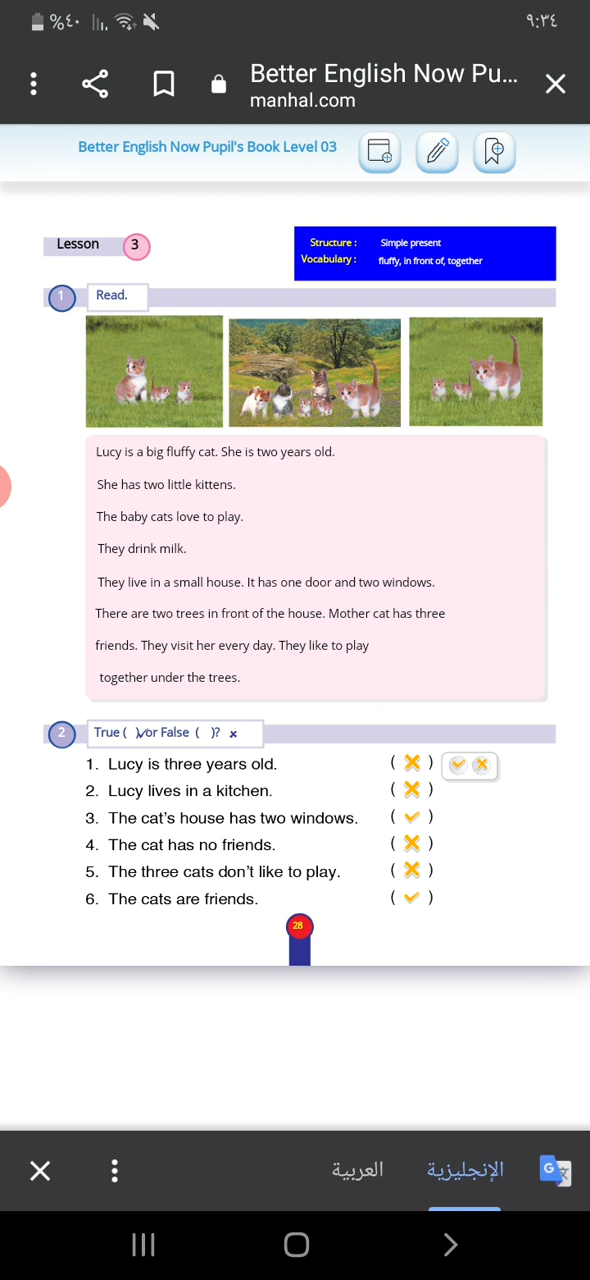 %٤٠
٩:٣٤
Better English Now Pu...
manhal.com
Better English Now Pupil's Book Level 03
Lesson 3
Structure : Simple present
Vocabulary : fluffy, in front of, together
1 Read.
Lucy is a big fluffy cat. She is two years old.
She has two little kittens.
The baby cats love to play.
They drink milk.
They live in a small house. It has one door and two windows.
There are two trees in front of the house. Mother cat has three
friends. They visit her every day. They like to play
together under the trees.
2 True ( ✓) or False ( )? ×
1. Lucy is three years old. ( ✗ ) ✓ ✗
2. Lucy lives in a kitchen. ( ✗ )
3. The cat's house has two windows. ( ✓ )
4. The cat has no friends. ( ✗ )
5. The three cats don't like to play. ( ✗ )
6. The cats are friends. ( ✓ )
28
العربية
الإنجليزية
G